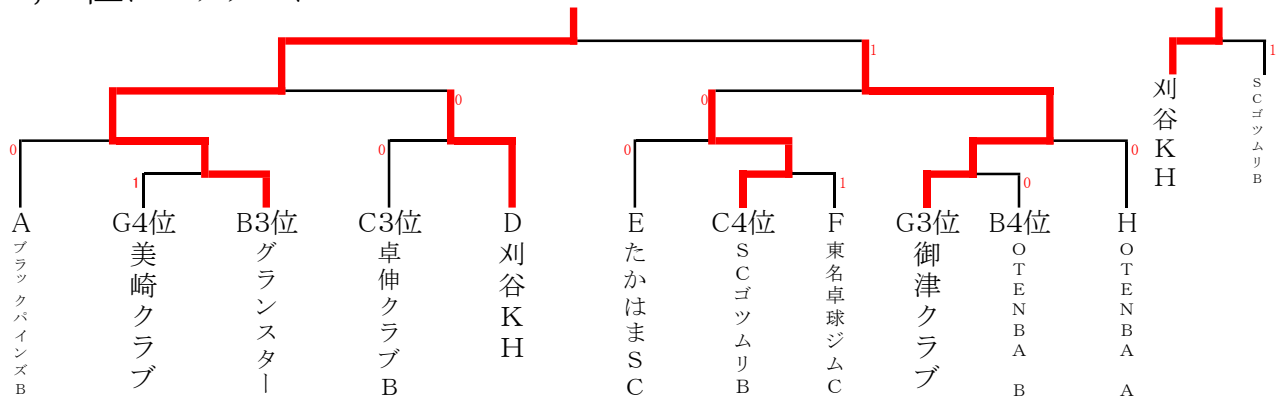 1
0
0
0
0
0
1
0
1
0
1
A
G4位
B3位
C3位
D
E
C4位
F
G3位
B4位
H
ブラックパインズB
美崎クラブ
グランスター
卓伸クラブB
刈谷KH
たかはまSC
SCゴツムリB
東名卓球ジムC
御津クラブ
OTENBA B
OTENBA A
刈谷KH
SCゴツムリB